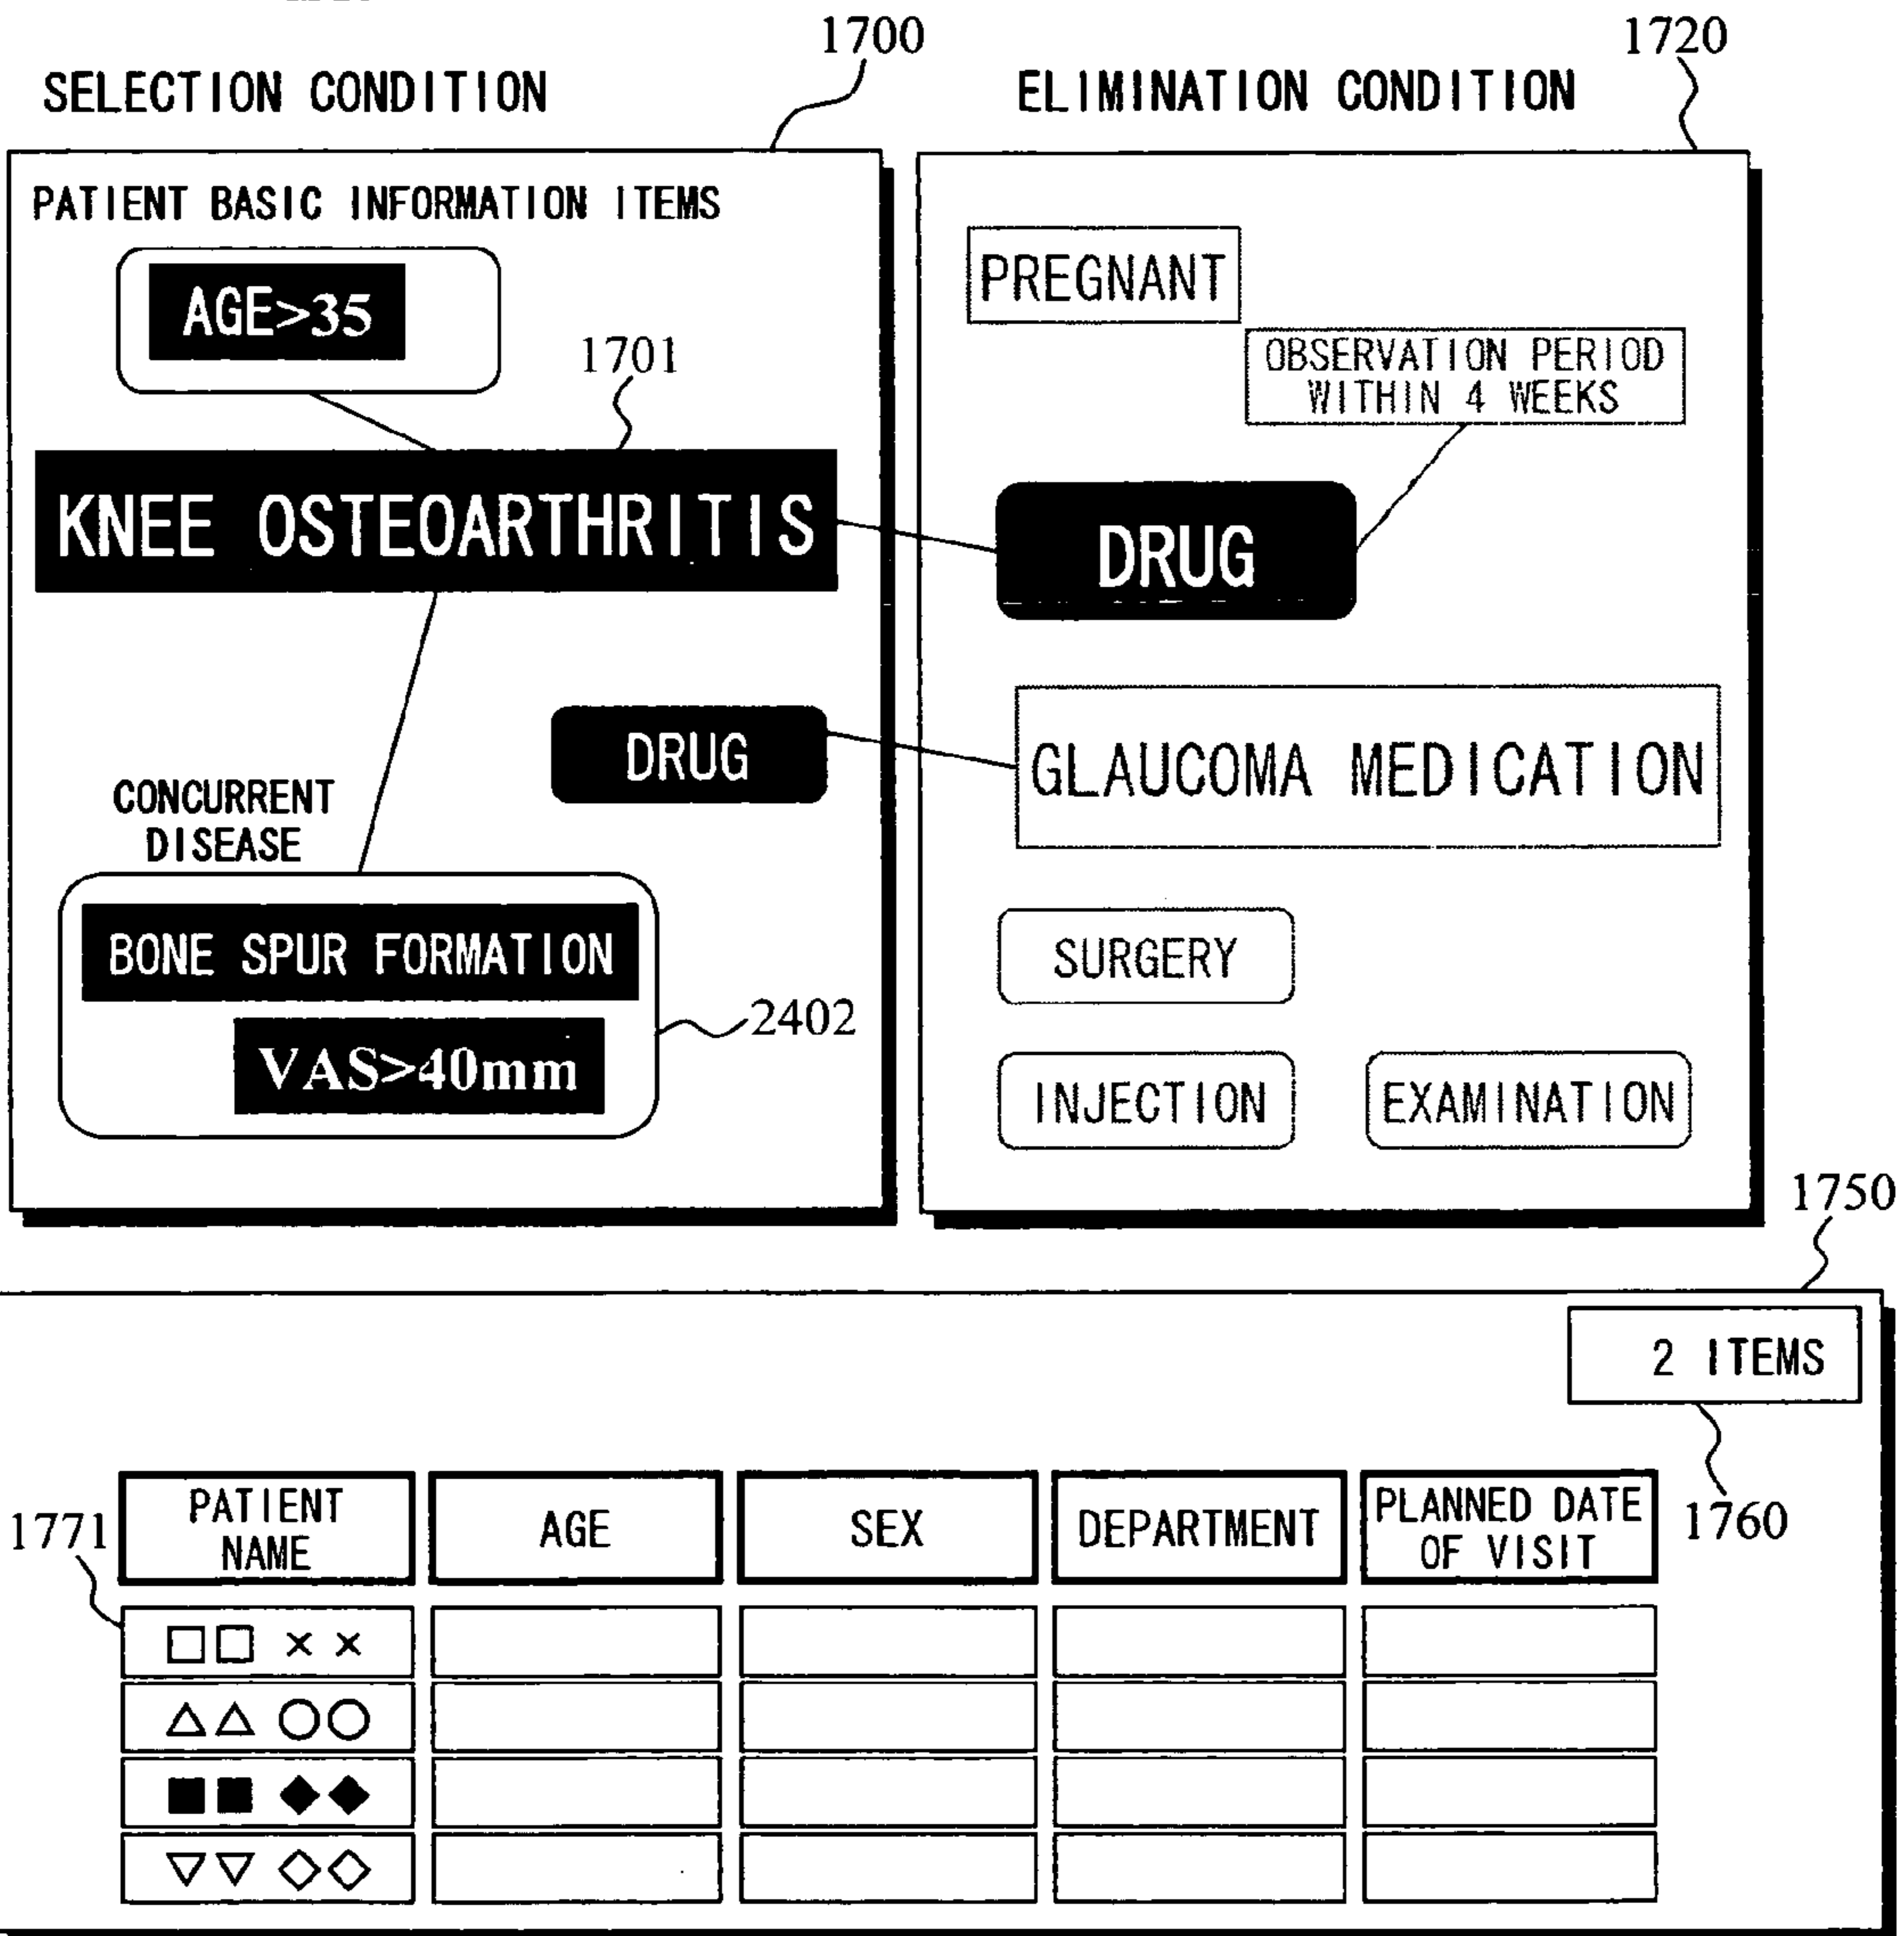 1700
1720
SELECTION CONDITION
ELIMINATION CONDITION
PATIENT BASIC INFORMATION ITEMS
AGE>35
1701
KNEE OSTEOARTHRITIS
DRUG
CONCURRENT
DISEASE
BONE SPUR FORMATION
VAS>40mm
2402
PREGNANT
OBSERVATION PERIOD
WITHIN 4 WEEKS
DRUG
GLAUCOMA MEDICATION
SURGERY
INJECTION
EXAMINATION
1750
2 ITEMS
1760
1771
PATIENT
NAME
AGE
SEX
DEPARTMENT
PLANNED DATE
OF VISIT
□□ ××
△△ ○○
■■ ◆◆
▽▽ ◇◇